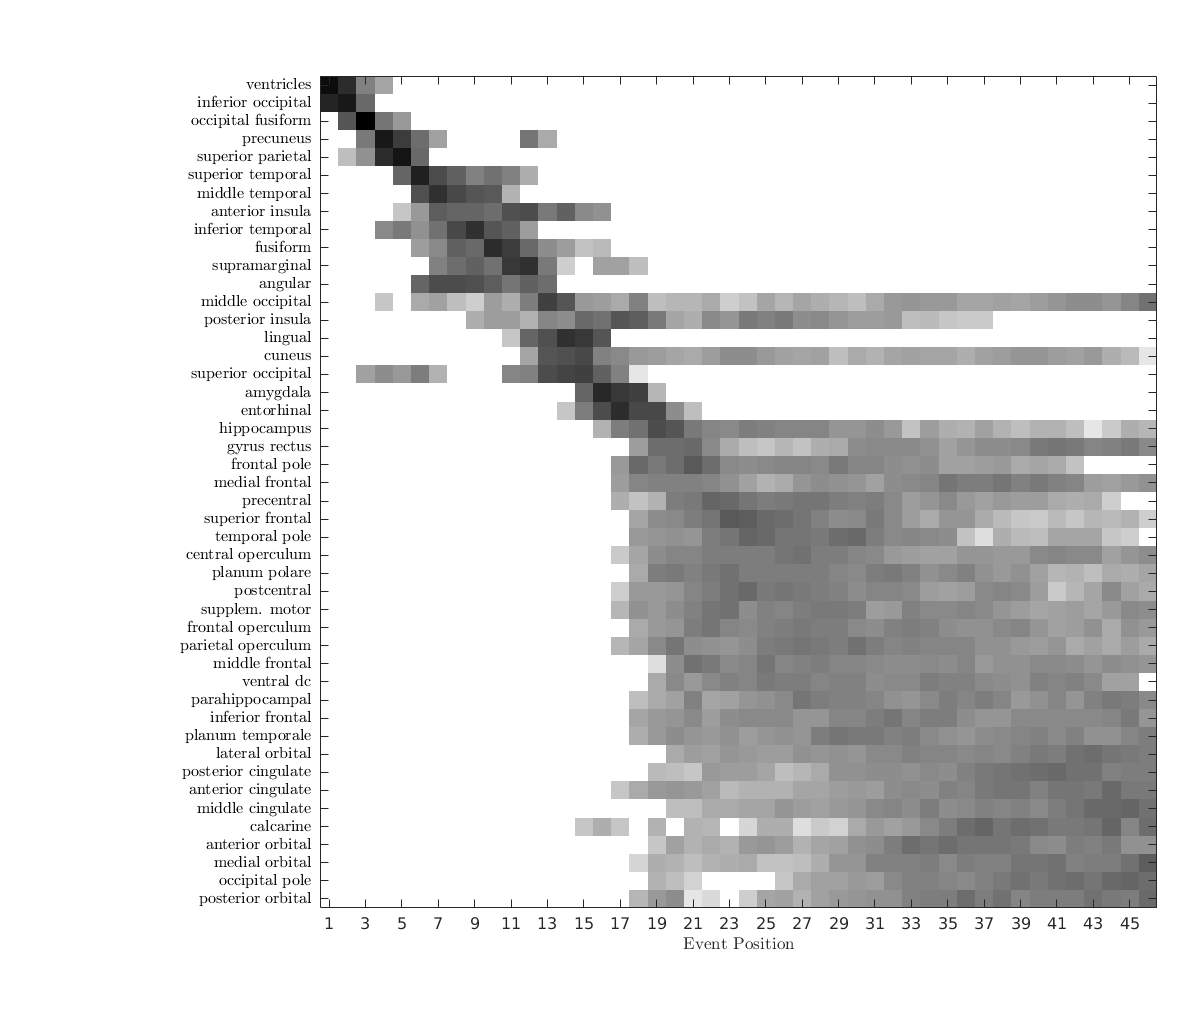 ventricles
inferior occipital
occipital fusiform
precuneus
superior parietal
superior temporal
middle temporal
anterior insula
inferior temporal
fusiform
supramarginal
angular
middle occipital
posterior insula
lingual
cuneus
superior occipital
amygdala
entorhinal
hippocampus
gyrus rectus
frontal pole
medial frontal
precentral
superior frontal
temporal pole
central operculum
planum polare
postcentral
supplem. motor
frontal operculum
parietal operculum
middle frontal
ventral dc
parahippocampal
inferior frontal
planum temporale
lateral orbital
posterior cingulate
anterior cingulate
middle cingulate
calcarine
anterior orbital
medial orbital
occipital pole
posterior orbital
1 3 5 7 9 11 13 15 17 19 21 23 25 27 29 31 33 35 37 39 41 43 45
Event Position